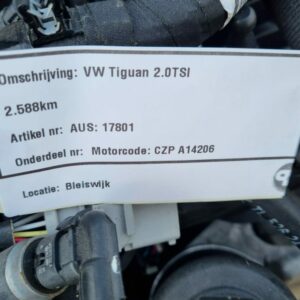 Omschrijving: VW Tiguan 2.0TSI
2.588km
Artikel nr: AUS: 17801
Onderdeel nr: Motorcode: CZP A14206
Locatie: Bleiswijk